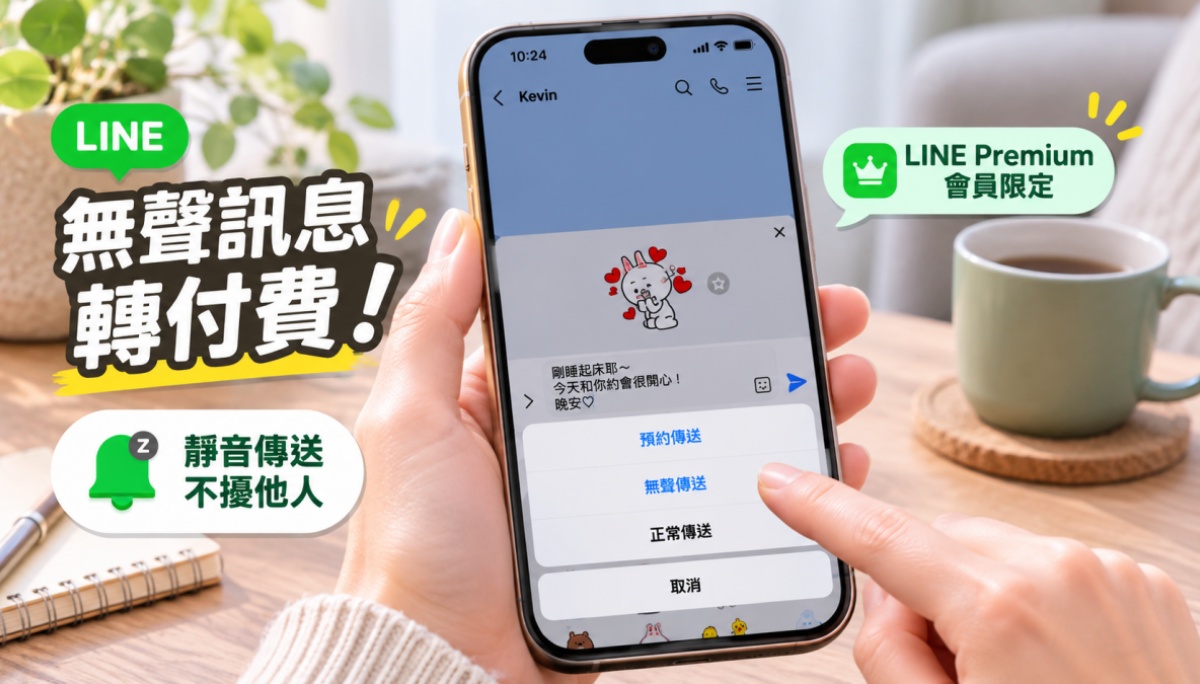 LINE
無聲訊息
轉付費!
z
靜音傳送
不擾他人
10:24
Kevin
剛睡起床耶～
今天和你約會很開心！
晚安♡
預約傳送
無聲傳送
正常傳送
取消
LINE Premium
會員限定